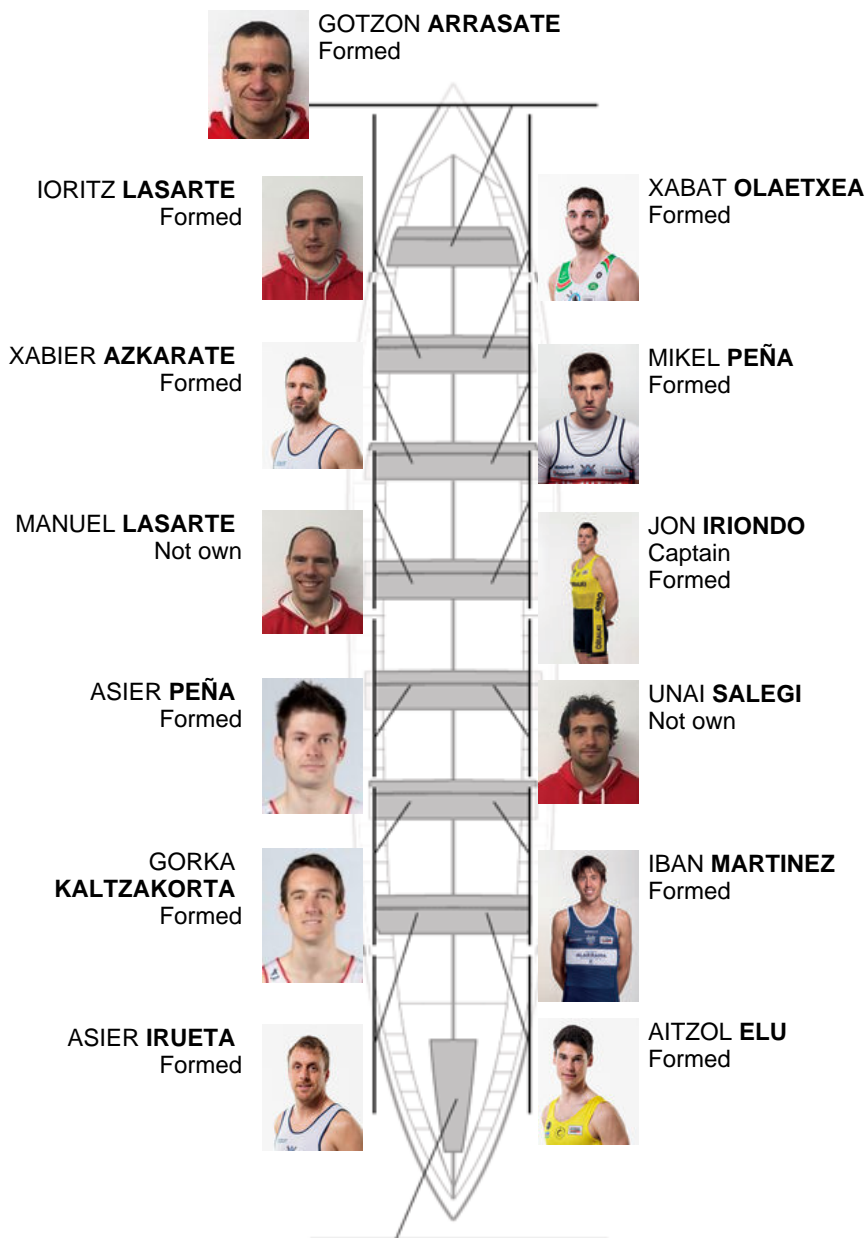 GOTZON ARRASATE
Formed
IORITZ LASARTE
Formed
XABAT OLAETXEA
Formed
XABIER AZKARATE
Formed
MIKEL PEÑA
Formed
MANUEL LASARTE
Not own
JON IRIONDO
Captain
Formed
ASIER PEÑA
Formed
UNAI SALEGI
Not own
GORKA
KALTZAKORTA
Formed
IBAN MARTINEZ
Formed
ASIER IRUETA
Formed
AITZOL ELU
Formed